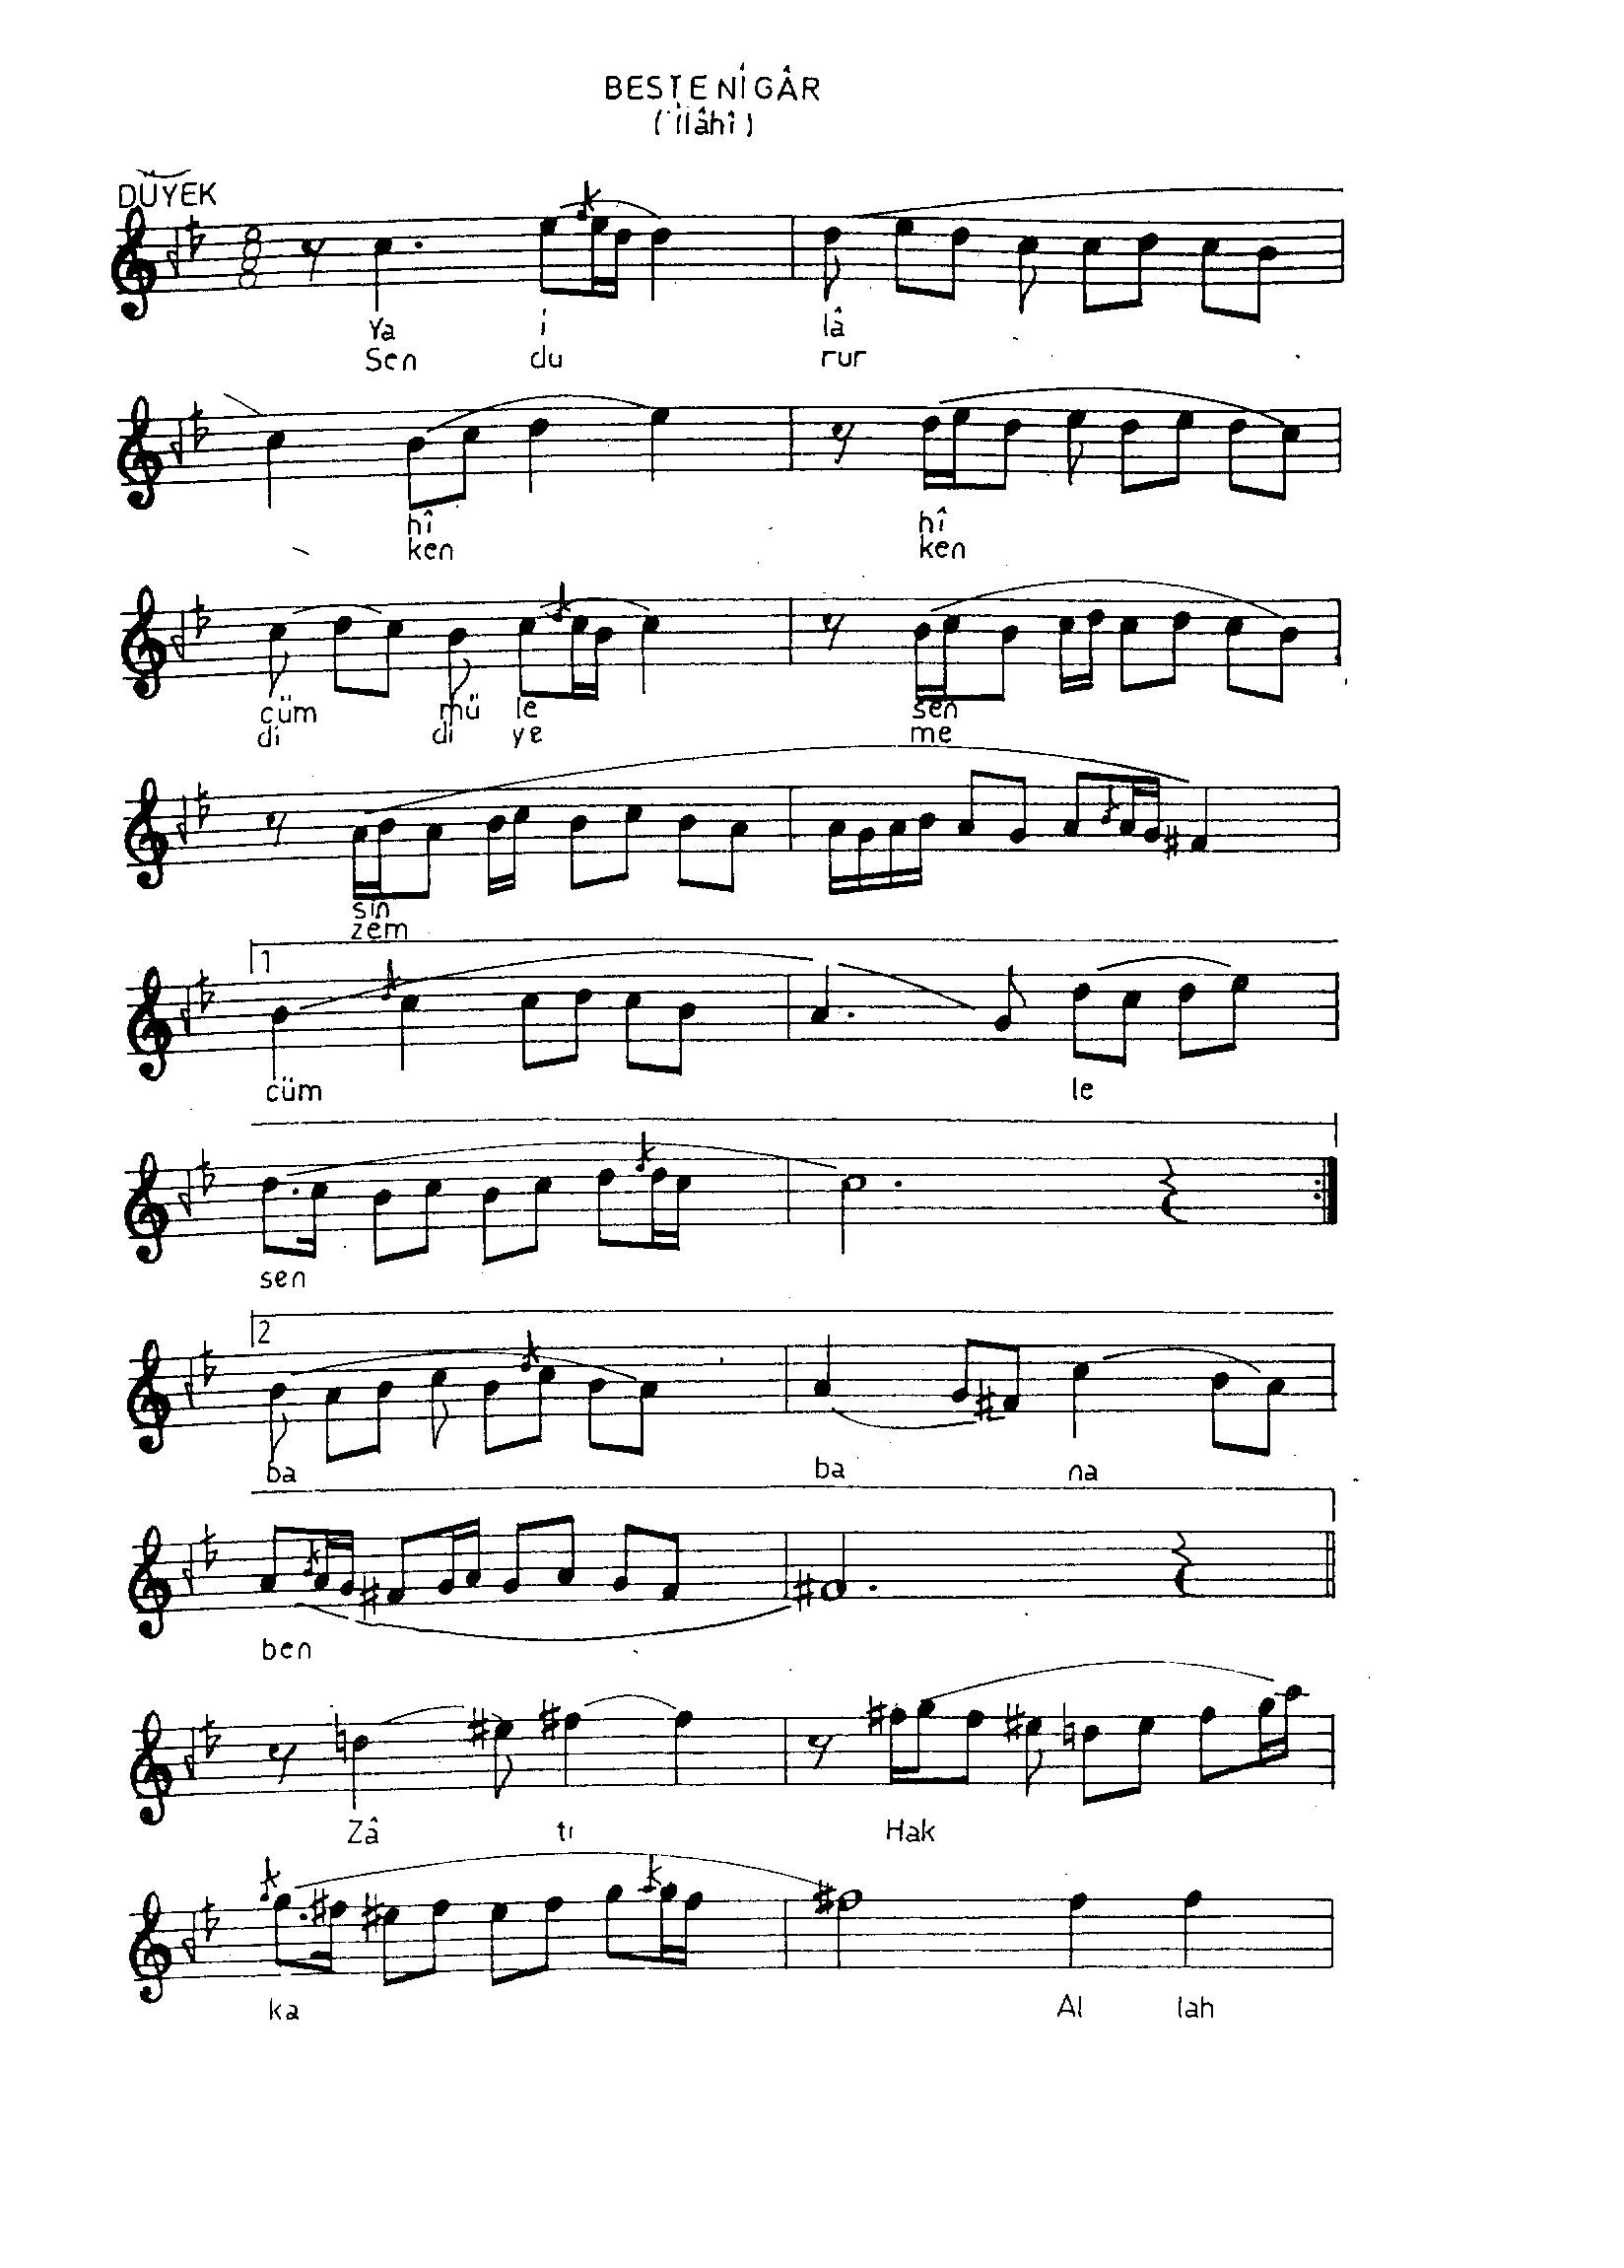 BESTENİGÂR
(İlâhî)
DÜYEK
Ya i lâ
Sen du rur
hî hî
ken ken
cüm mü le sen
di di ye me
sin
zem
1
cüm le
sen
2
ba ba na
ben
Zâ tı Hak
ka Al lah